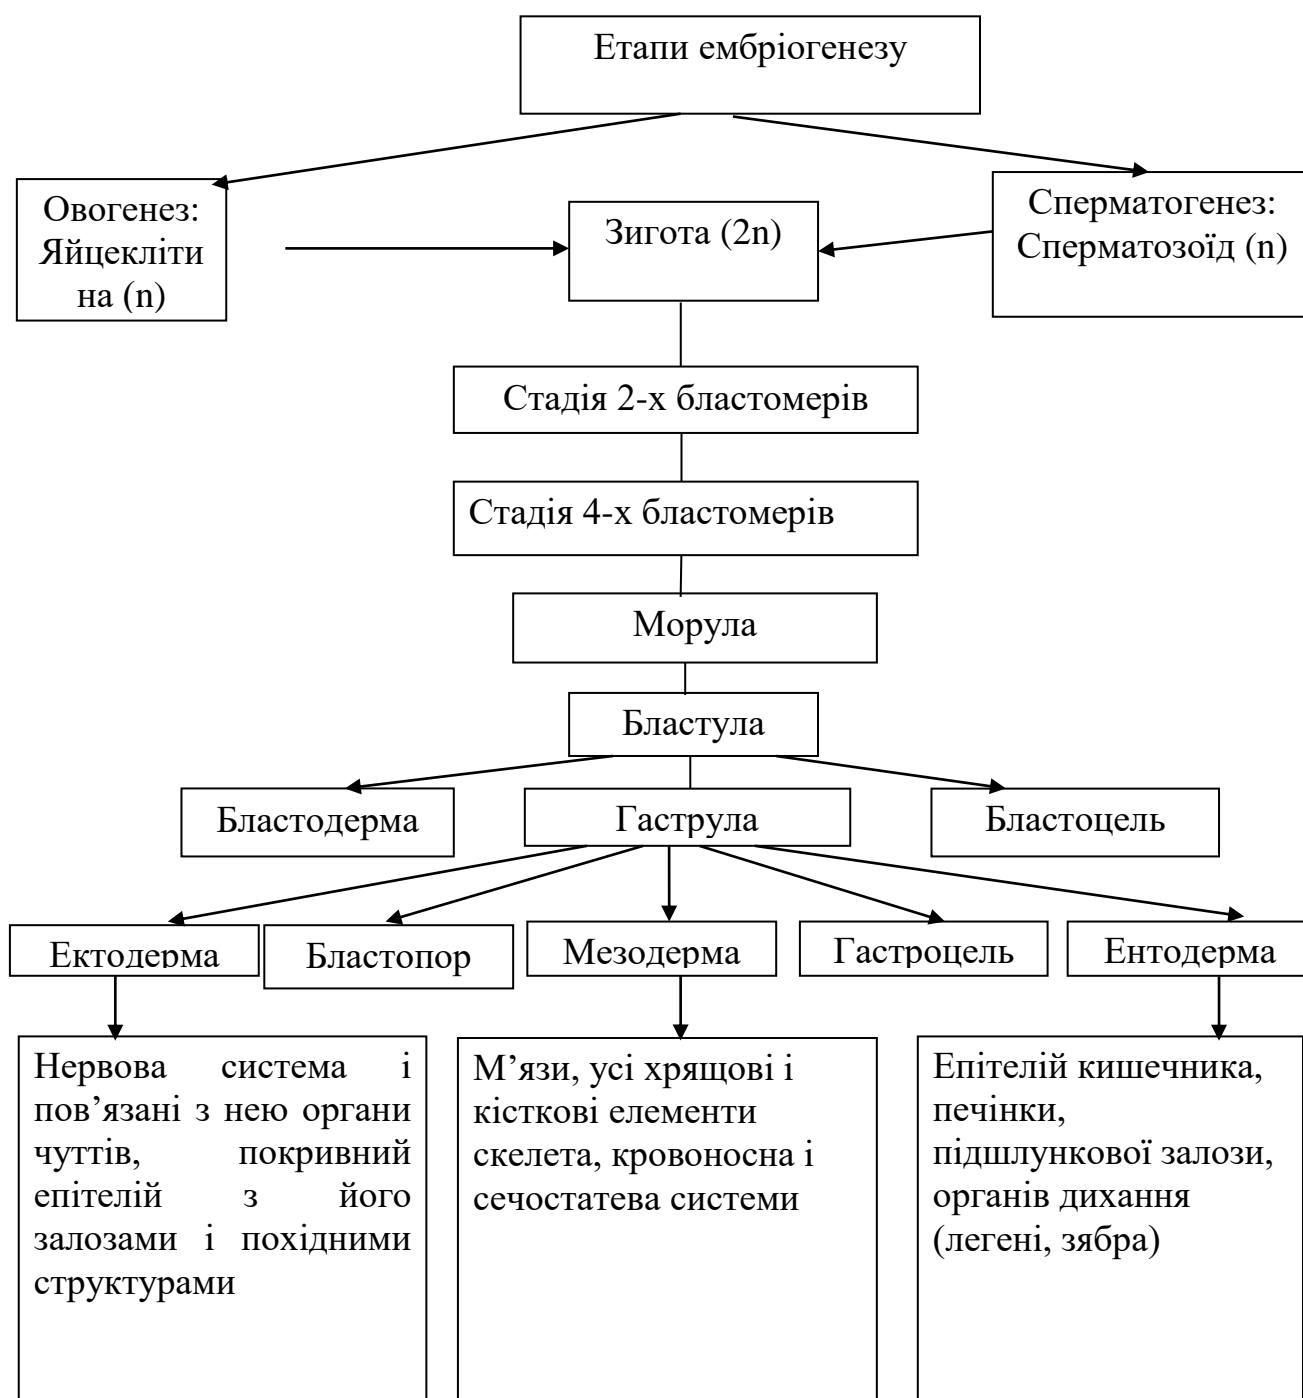 Етапи ембріогенезу
Овогенез:
Яйцекліти
на (n)
Зигота (2n)
Сперматогенез:
Сперматозоїд (n)
Стадія 2-х бластомерів
Стадія 4-х бластомерів
Морула
Бластула
Бластодерма
Гаструла
Бластоцель
Ектодерма
Бластопор
Мезодерма
Гастроцель
Ентодерма
Нервова система і
пов’язані з нею органи
чуттів, покривний
епітелій з його
залозами і похідними
структурами
М’язи, усі хрящові і
кісткові елементи
скелета, кровоносна і
сечостатева системи
Епітелій кишечника,
печінки,
підшлункової залози,
органів дихання
(легені, зябра)